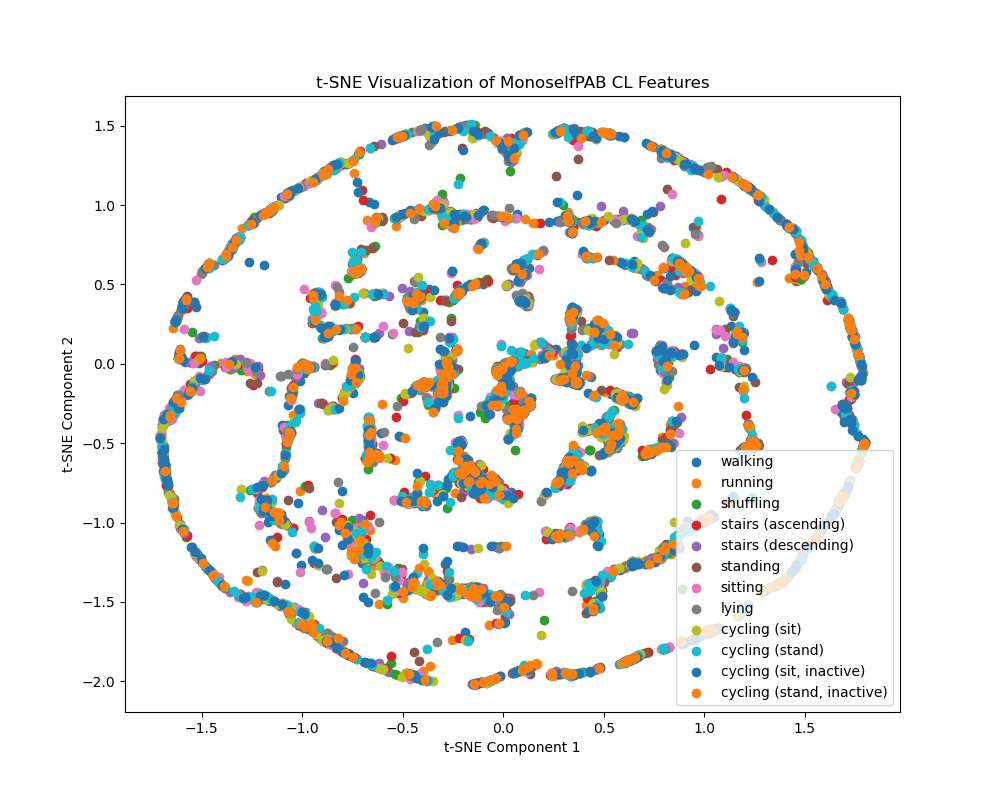 t-SNE Visualization of MonoselfPAB CL Features
1.5
1.0
0.5
0.0
−0.5
−1.0
−1.5
−2.0
t-SNE Component 2
walking
running
shuffling
stairs (ascending)
stairs (descending)
standing
sitting
lying
cycling (sit)
cycling (stand)
cycling (sit, inactive)
cycling (stand, inactive)
−1.5 −1.0 −0.5 0.0 0.5 1.0 1.5
t-SNE Component 1